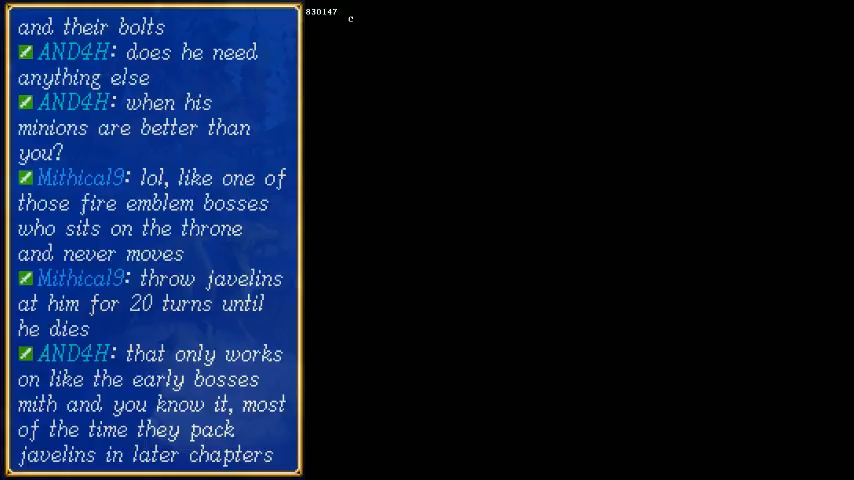 and their bolts
AND4H: does he need
anything else
AND4H: when his
minions are better than
you?
Mithical9: lol, like one of
those fire emblem bosses
who sits on the throne
and never moves
Mithical9: throw javelins
at him for 20 turns until
he dies
AND4H: that only works
on like the early bosses
mith and you know it, most
of the time they pack
javelins in later chapters
830147
c